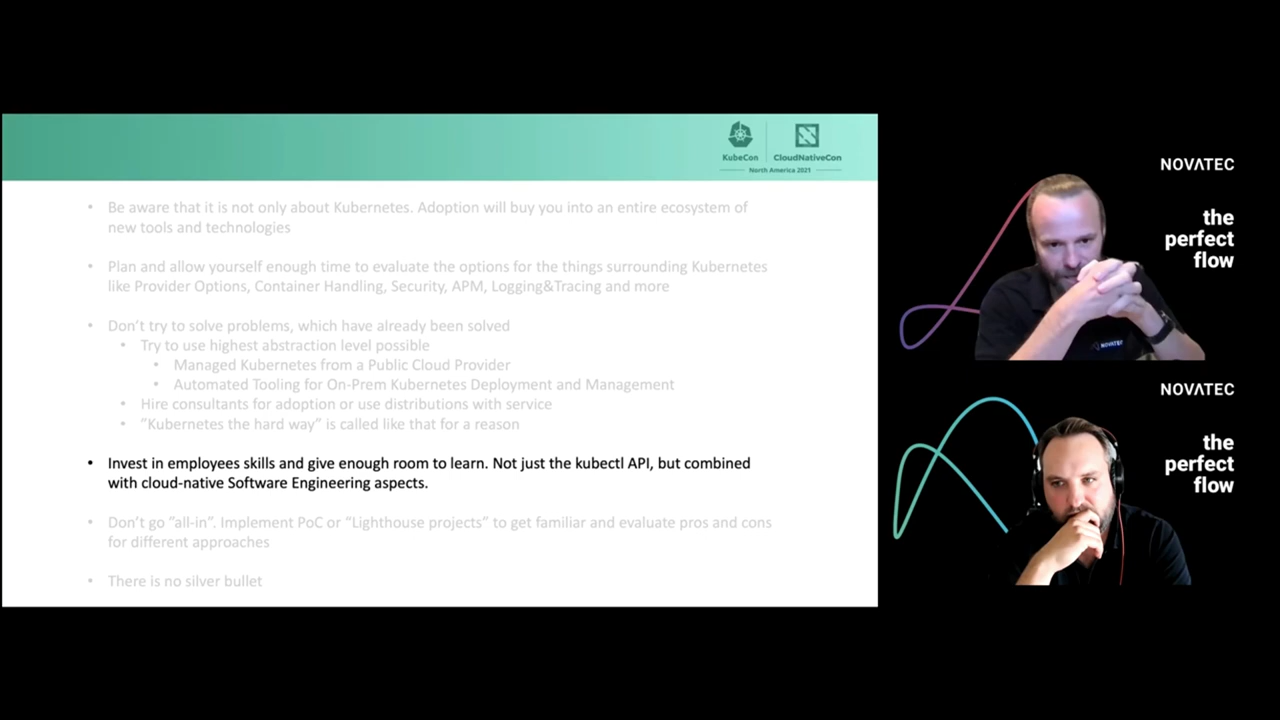 KubeCon
CloudNativeCon
North America 2021
• Be aware that it is not only about Kubernetes. Adoption will buy you into an entire ecosystem of
new tools and technologies
• Plan and allow yourself enough time to evaluate the options for the things surrounding Kubernetes
like Provider Options, Container Handling, Security, APM, Logging&Tracing and more
• Don't try to solve problems, which have already been solved
• Try to use highest abstraction level possible
• Managed Kubernetes from a Public Cloud Provider
• Automated Tooling for On-Prem Kubernetes Deployment and Management
• Hire consultants for adoption or use distributions with service
• ”Kubernetes the hard way” is called like that for a reason
• Invest in employees skills and give enough room to learn. Not just the kubectl API, but combined
with cloud-native Software Engineering aspects.
• Don't go ”all-in”. Implement PoC or “Lighthouse projects” to get familiar and evaluate pros and cons
for different approaches
• There is no silver bullet
NOVATEC
the
perfect
flow
NOVATEC
NOVATEC
the
perfect
flow